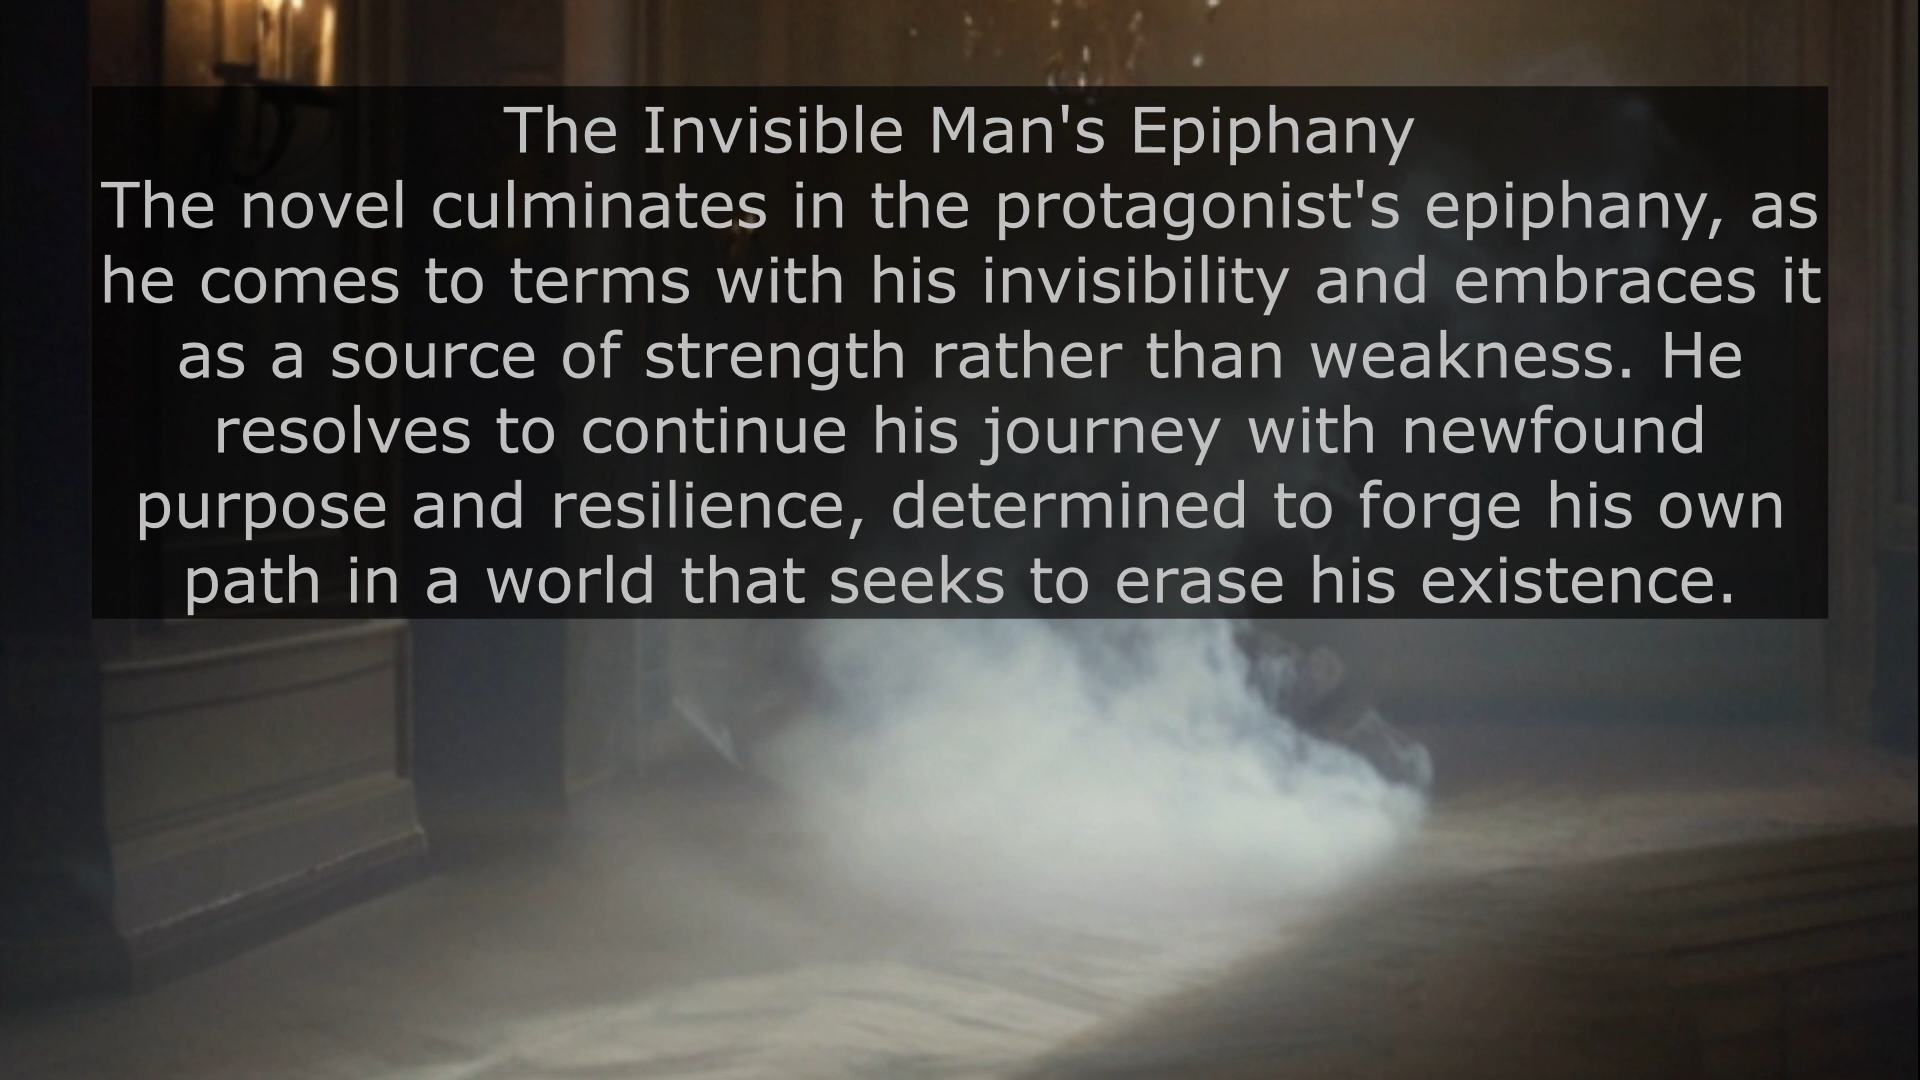 The Invisible Man's Epiphany
The novel culminates in the protagonist's epiphany, as
he comes to terms with his invisibility and embraces it
as a source of strength rather than weakness. He
resolves to continue his journey with newfound
purpose and resilience, determined to forge his own
path in a world that seeks to erase his existence.